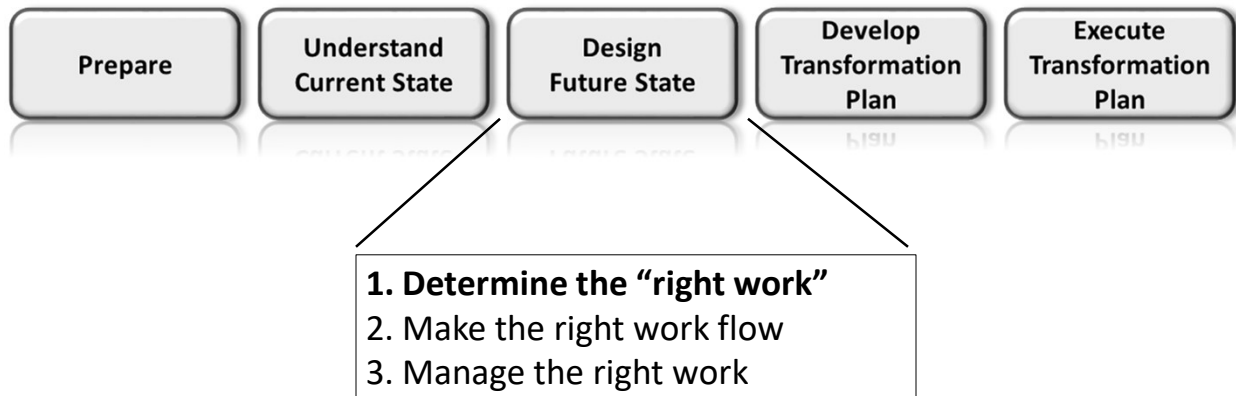 Prepare
Understand
Current State
Design
Future State
Develop
Transformation
Plan
Execute
Transformation
Plan
1. Determine the “right work”
2. Make the right work flow
3. Manage the right work